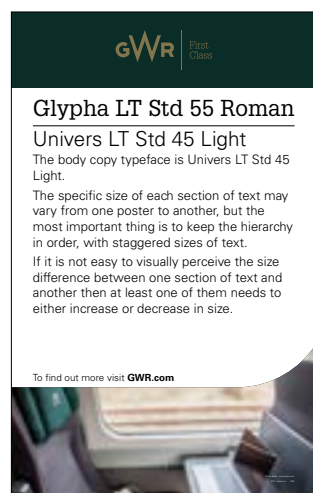 GWR
First
Class
Glypha LT Std 55 Roman
Univers LT Std 45 Light
The body copy typeface is Univers LT Std 45
Light.
The specific size of each section of text may
vary from one poster to another, but the
most important thing is to keep the hierarchy
in order, with staggered sizes of text.
If it is not easy to visually perceive the size
difference between one section of text and
another then at least one of them needs to
either increase or decrease in size.
To find out more visit GWR.com